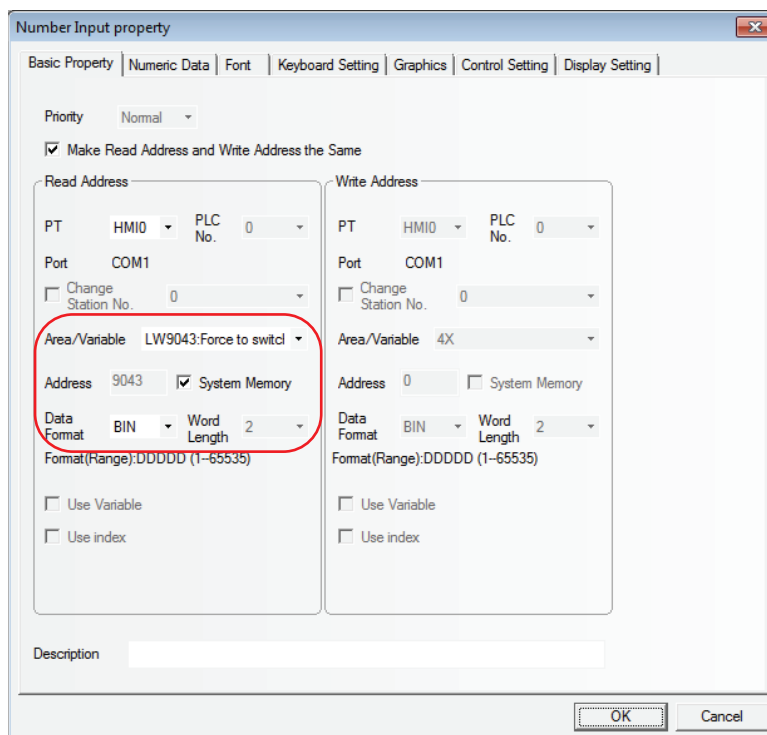 Number Input property
Basic Property Numeric Data Font Keyboard Setting Graphics Control Setting Display Setting
Priority Normal
Make Read Address and Write Address the Same
Read Address
PT HMI0 PLC No. 0
Port COM1
Change Station No. 0
Area/Variable LW9043:Force to switcl
Address 9043 System Memory
Data Format BIN Word Length 2
Format(Range):DDDDD (1--65535)
Use Variable
Use index
Write Address
PT HMI0 PLC No. 0
Port COM1
Change Station No. 0
Area/Variable 4X
Address 0 System Memory
Data Format BIN Word Length 2
Format(Range):DDDDD (1--65535)
Use Variable
Use index
Description
OK Cancel